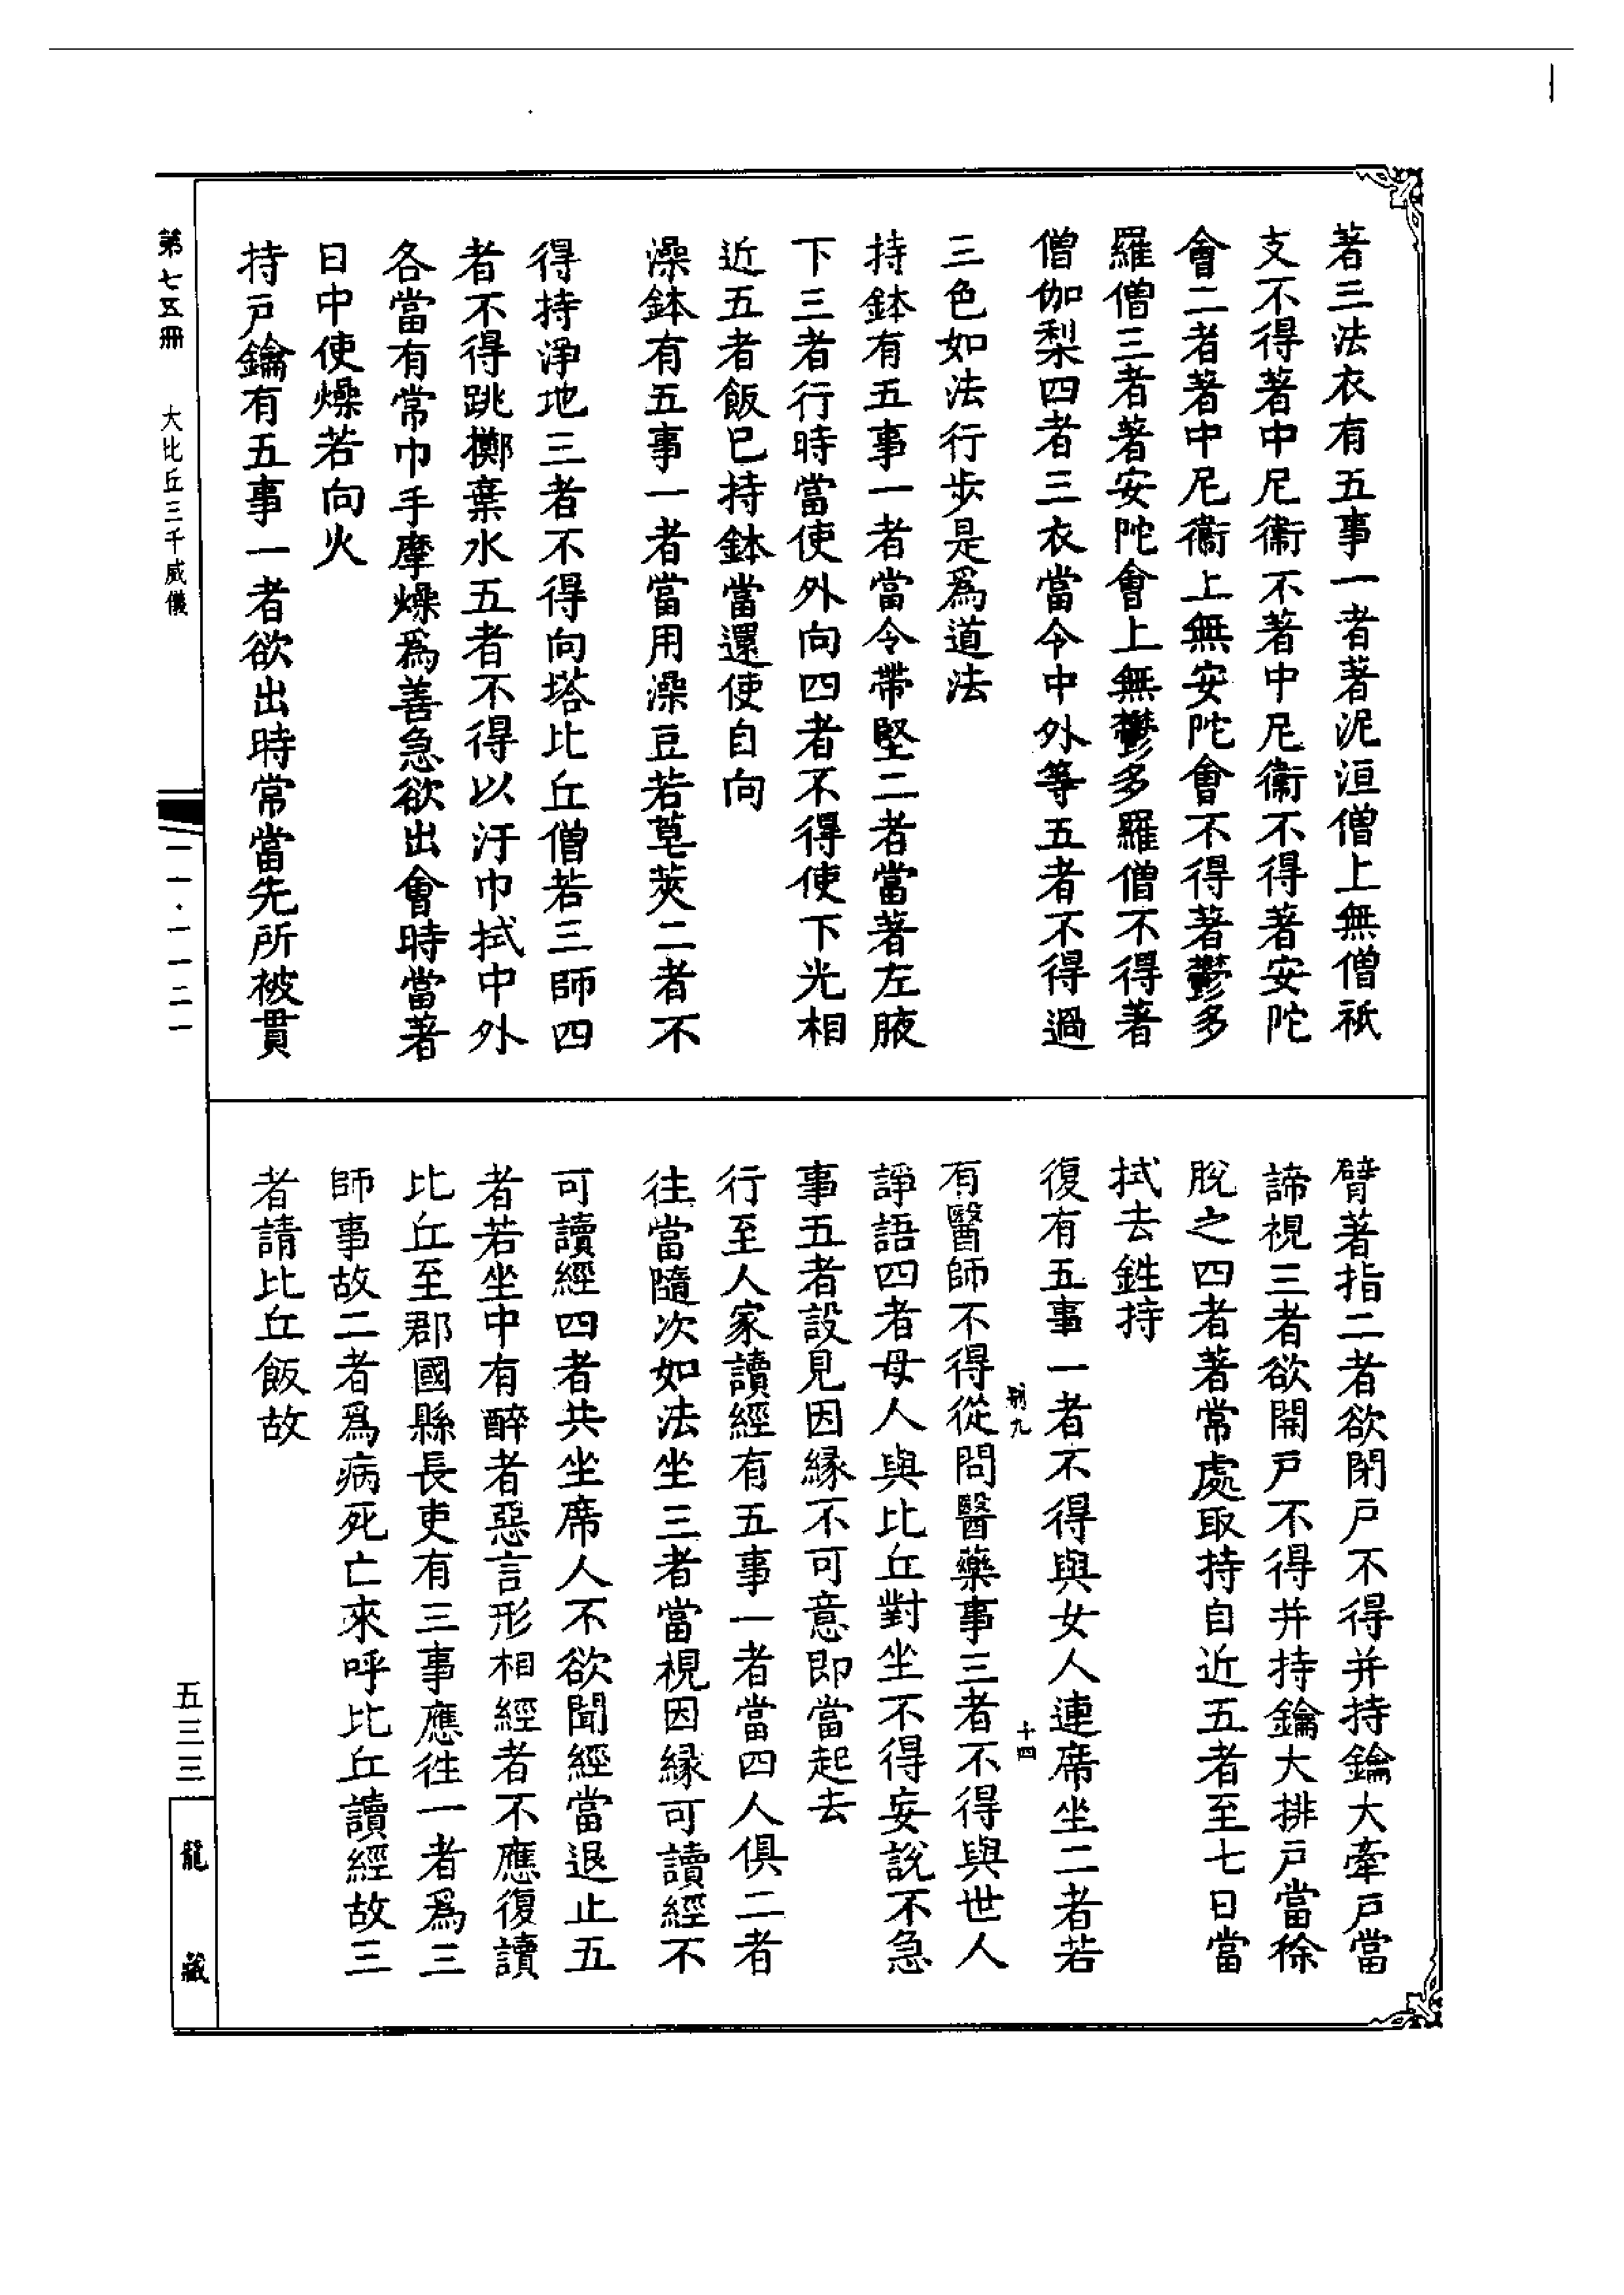 著三法衣有五事一者著泥洹僧上無僧祇
支不得著中尼衞不著中尼衞不得著安陀
會二者著中尼衞上無安陀會不得著鬱多
羅僧三者著安陀會上無鬱多羅僧不得著
僧伽梨四者三衣當令中外等五者不得過
三色如法行步是爲道法
持鉢有五事一者當令帶堅二者當著左腋
下三者行時當使外向四者不得使下光相
近五者飯已持鉢當還使自向
澡鉢有五事一者當用澡豆若草莢二者不
得持淨地三者不得向塔比丘僧若三師四
者不得跳擲棄水五者不得以汙巾拭中外
各當有常巾手摩燥爲善急欲出會時當著
日中使燥若向火
持戶鑰有五事一者欲出時常當先所被貫
臂著指二者欲閉戶不得并持鑰大牽戶當
諦視三者欲開戶不得并持鑰大排戶當徐
脫之四者著常處取持自近五者至七日當
拭去鉎持
復有五事一者不得與女人連席坐二者若
有醫師不得從問醫藥事三者不得與世人
諍語四者母人與比丘對坐不得妄說不急
事五者設見因緣不可意即當起去
行至人家讀經有五事一者當四人俱二者
往當隨次如法坐三者當視因緣可讀經不
可讀經四者共坐席人不欲聞經當退止五
者若坐中有醉者惡言形相經者不應復讀
比丘至郡國縣長吏有三事應往一者爲三
師事故二者爲病死亡來呼比丘讀經故三
者請比丘飯故
九
十四
第七五冊
大比丘三千威儀
一一·一一二一
五三三
龍藏